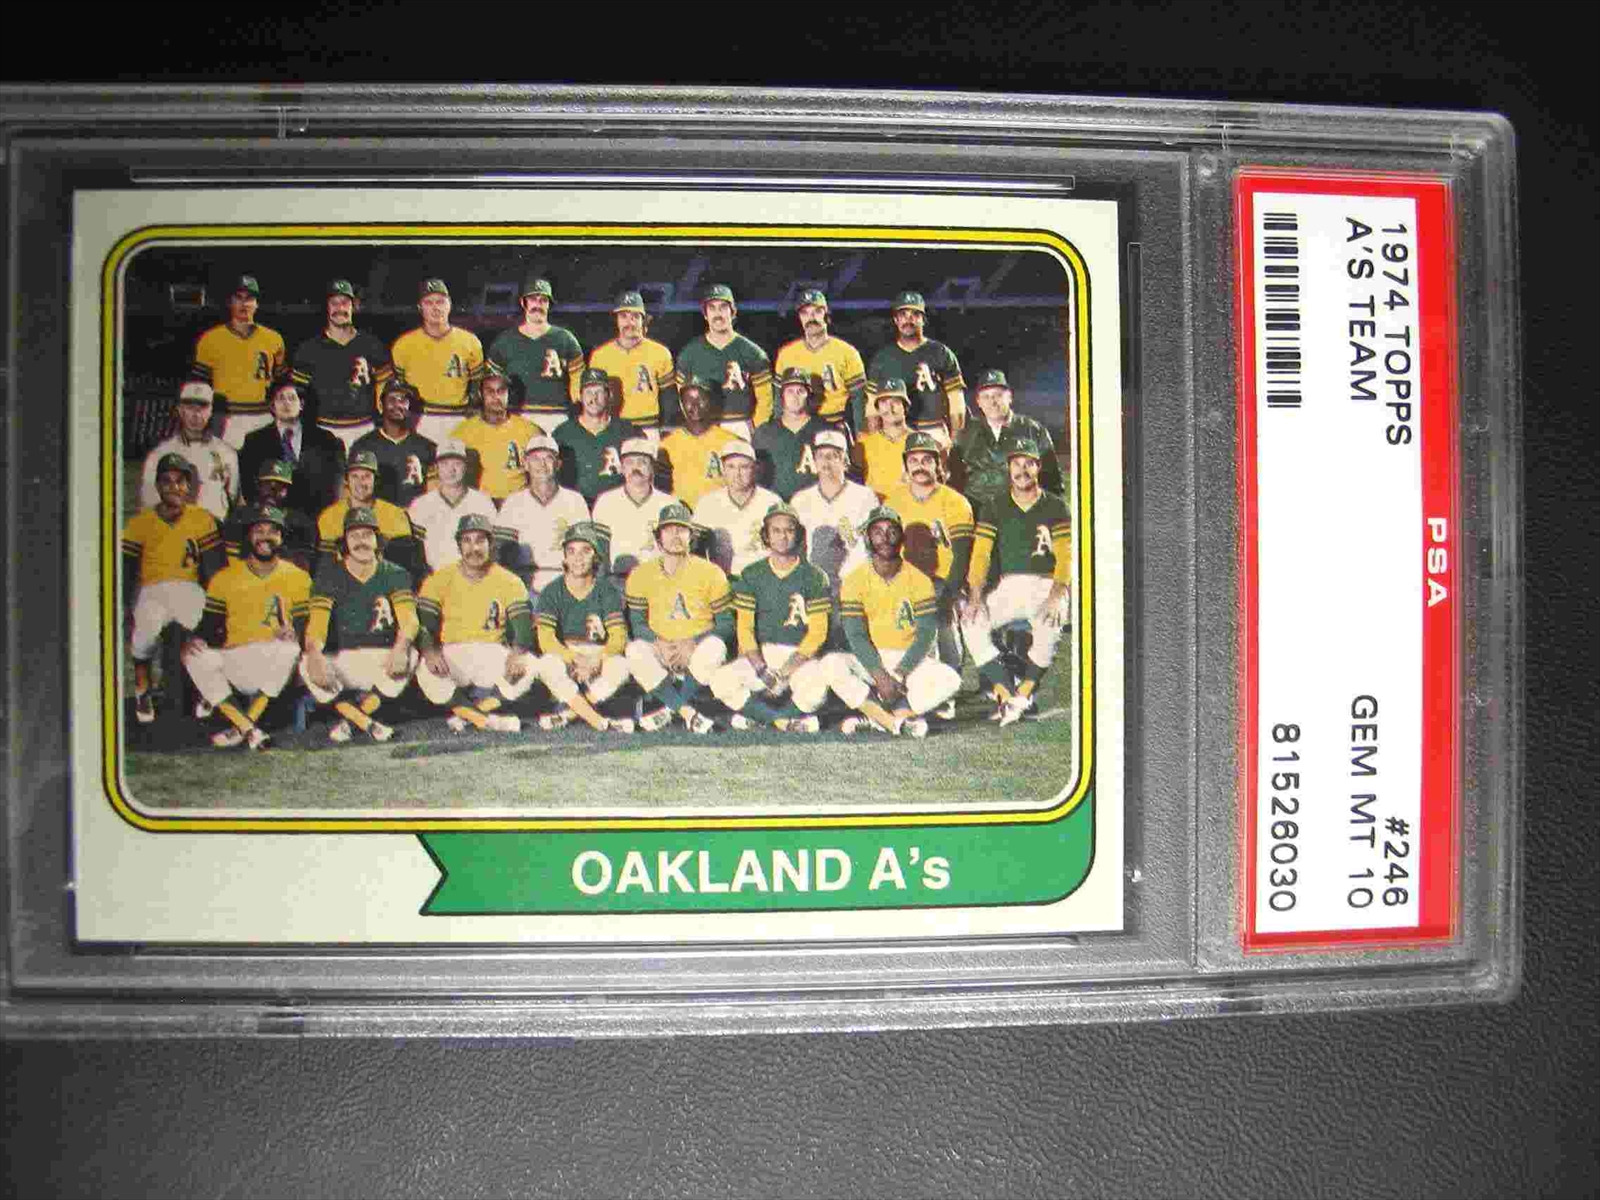 OAKLAND A's
1974 TOPPS #246
A'S TEAM GEM MT 10
81526030
PSA